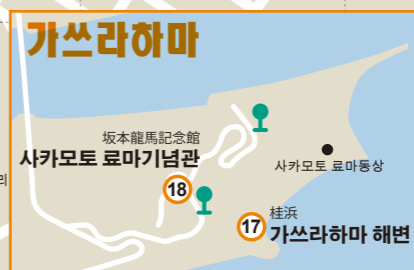 가쓰라하마
坂本龍馬記念館
사카모토 료마기념관
18
사카모토 료마동상
리
17
桂浜
가쓰라하마 해변